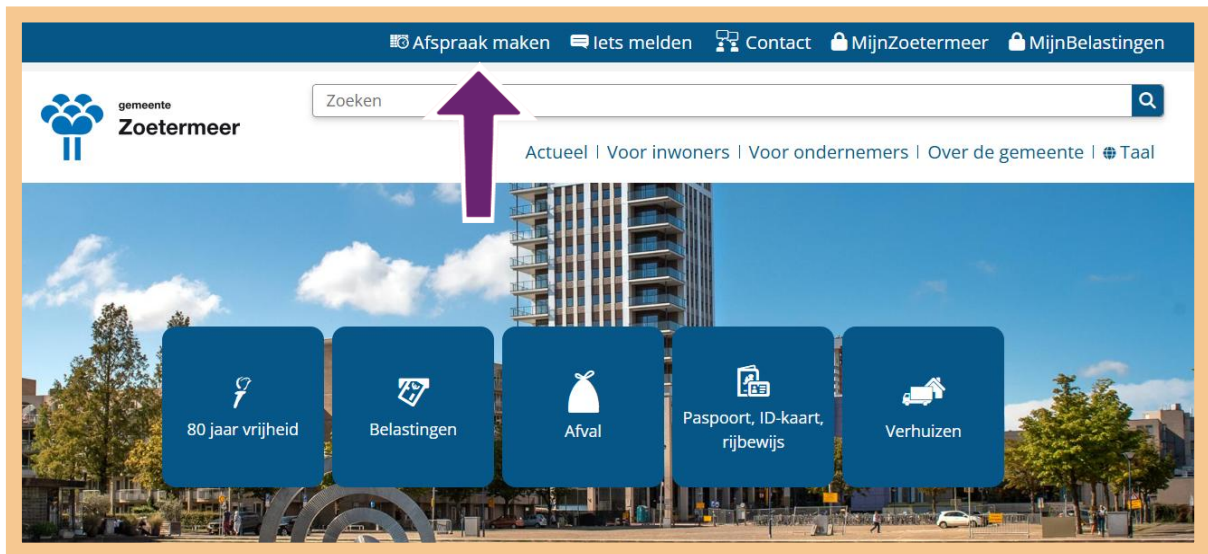 Afspraak maken Iets melden Contact MijnZoetermeer MijnBelastingen
gemeente
Zoetermeer
Zoeken
Actueel | Voor inwoners | Voor ondernemers | Over de gemeente | Taal
80 jaar vrijheid
Belastingen
Afval
Paspoort, ID-kaart,
rijbewijs
Verhuizen